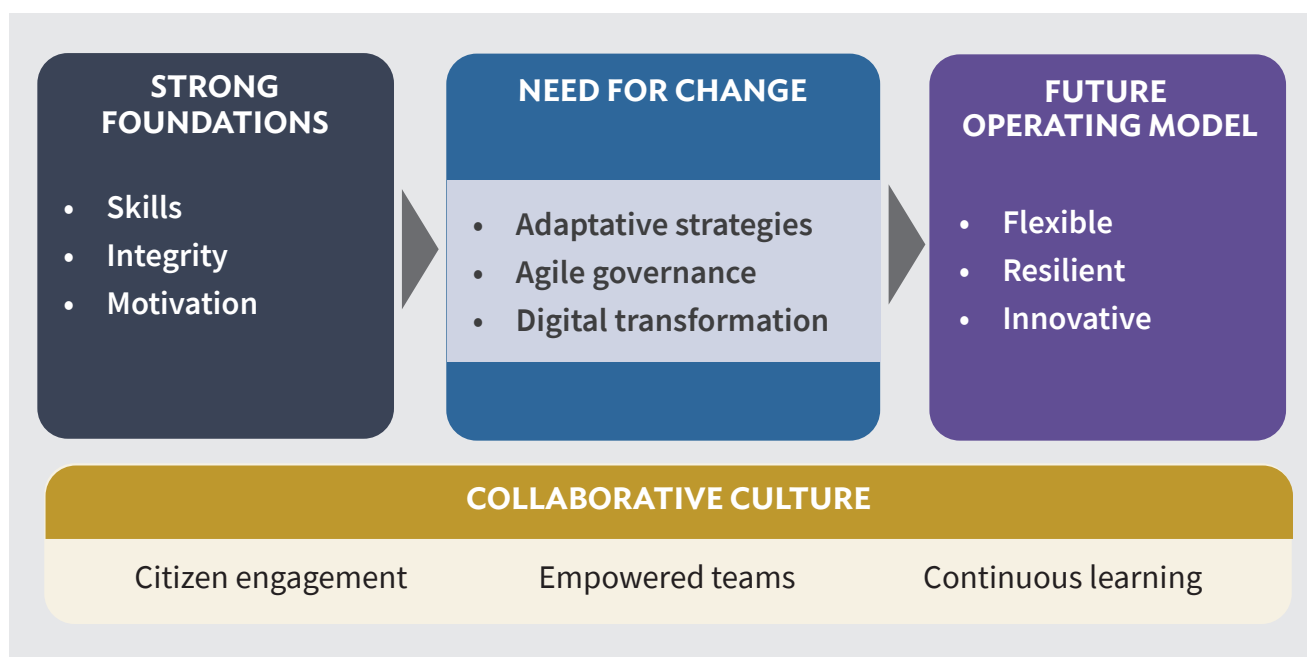 STRONG
FOUNDATIONS
• Skills
• Integrity
• Motivation
NEED FOR CHANGE
• Adaptative strategies
• Agile governance
• Digital transformation
FUTURE
OPERATING MODEL
• Flexible
• Resilient
• Innovative
COLLABORATIVE CULTURE
Citizen engagement
Empowered teams
Continuous learning